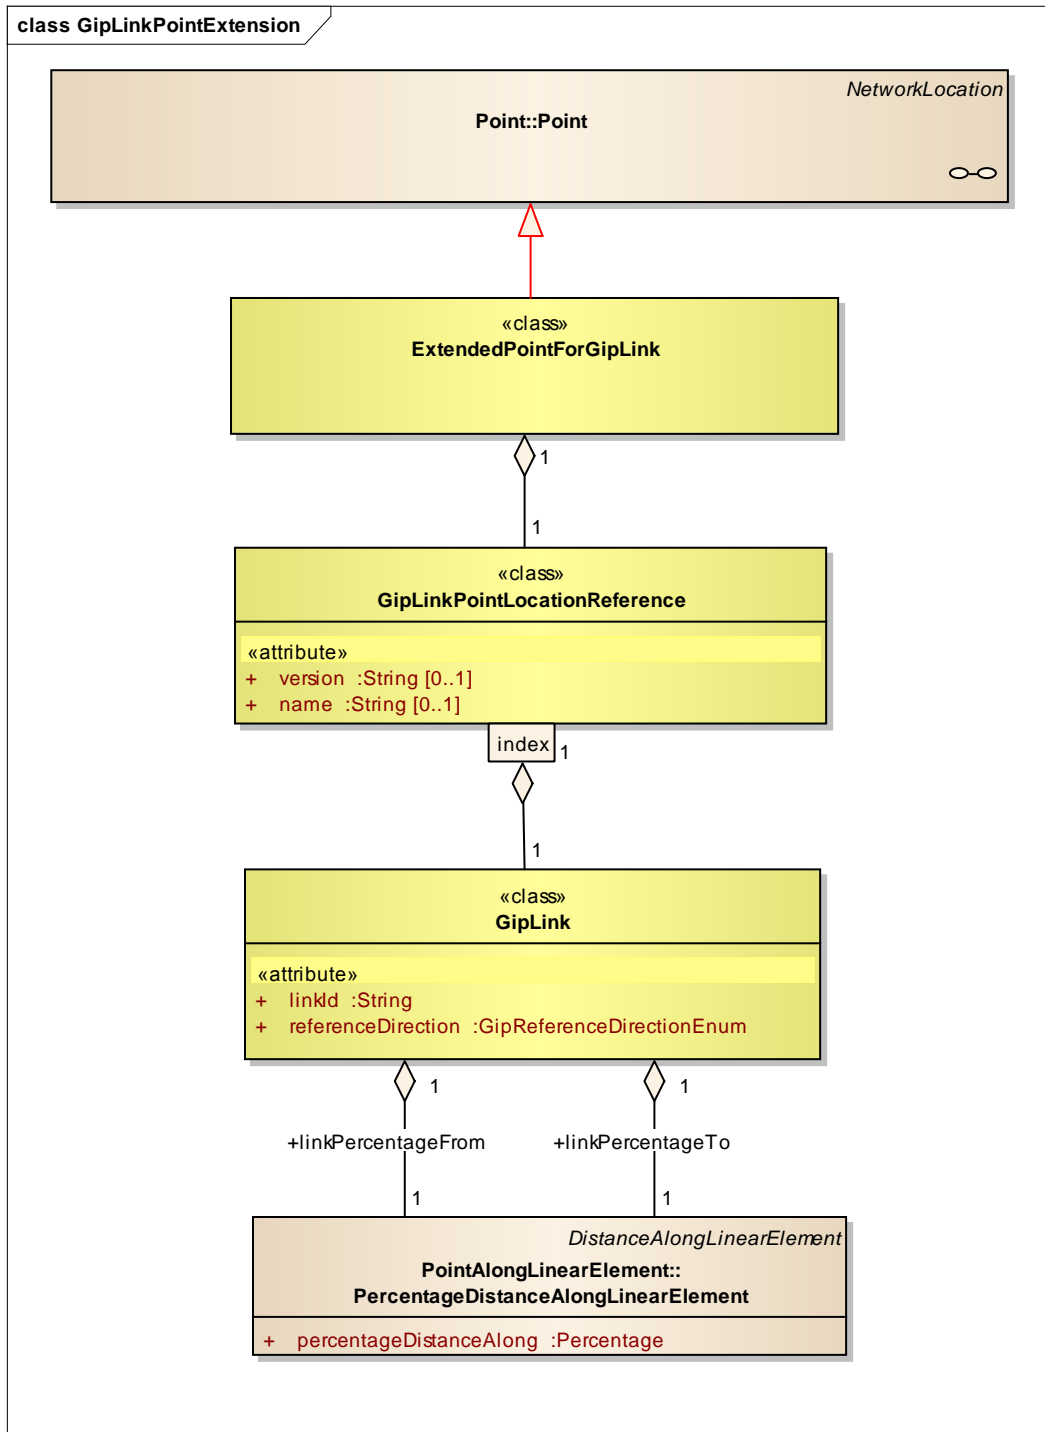 class GipLinkPointExtension
NetworkLocation
Point::Point
«class»
ExtendedPointForGipLink
1
1
«class»
GipLinkPointLocationReference
«attribute»
+ version :String [0..1]
+ name :String [0..1]
index
1
1
«class»
GipLink
«attribute»
+ linkId :String
+ referenceDirection :GipReferenceDirectionEnum
1
1
+linkPercentageFrom
+linkPercentageTo
1
1
DistanceAlongLinearElement
PointAlongLinearElement::
PercentageDistanceAlongLinearElement
+ percentageDistanceAlong :Percentage